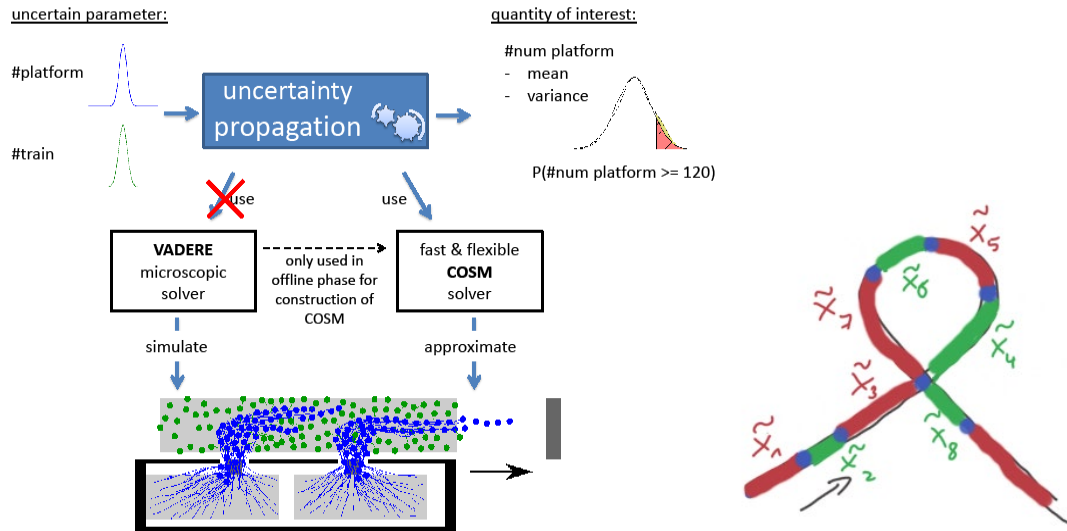 uncertain parameter:
#platform
#train
uncertainty
propagation
quantity of interest:
#num platform
- mean
- variance
P(#num platform >= 120)
use
use
VADERE
microscopic
solver
only used in
offline phase for
construction of
COSM
fast & flexible
COSM
solver
simulate
approximate
x̃₅
x̃₆
x̃₇
x̃₄
x̃₃
x̃₈
x̃₁
x̃₂